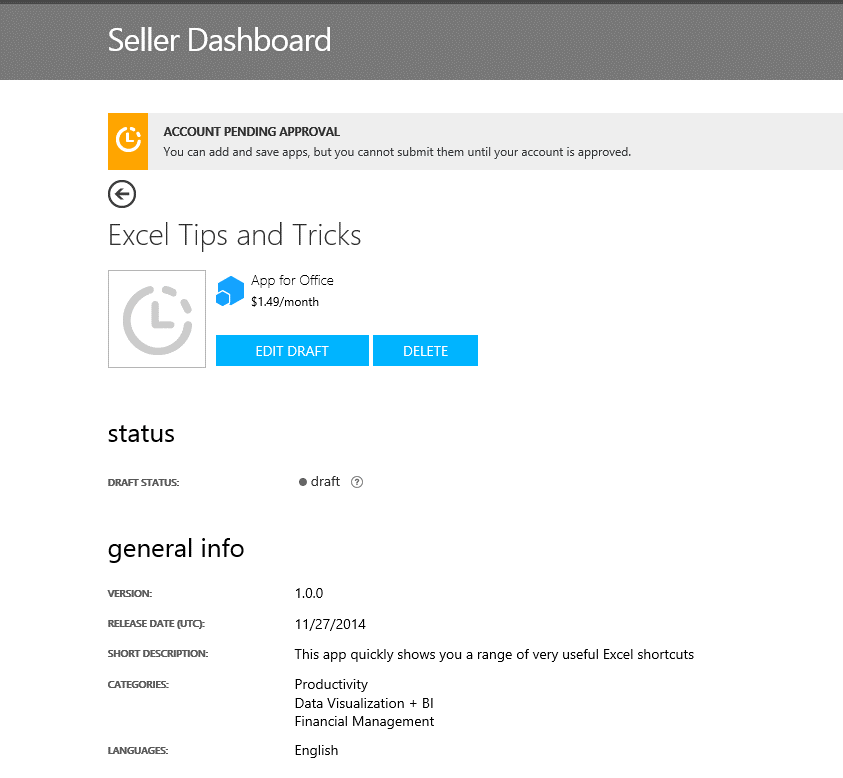 Seller Dashboard
ACCOUNT PENDING APPROVAL
You can add and save apps, but you cannot submit them until your account is approved.
Excel Tips and Tricks
App for Office
$1.49/month
EDIT DRAFT DELETE
status
DRAFT STATUS: draft ?
general info
VERSION: 1.0.0
RELEASE DATE (UTC): 11/27/2014
SHORT DESCRIPTION: This app quickly shows you a range of very useful Excel shortcuts
CATEGORIES: Productivity
Data Visualization + BI
Financial Management
LANGUAGES: English